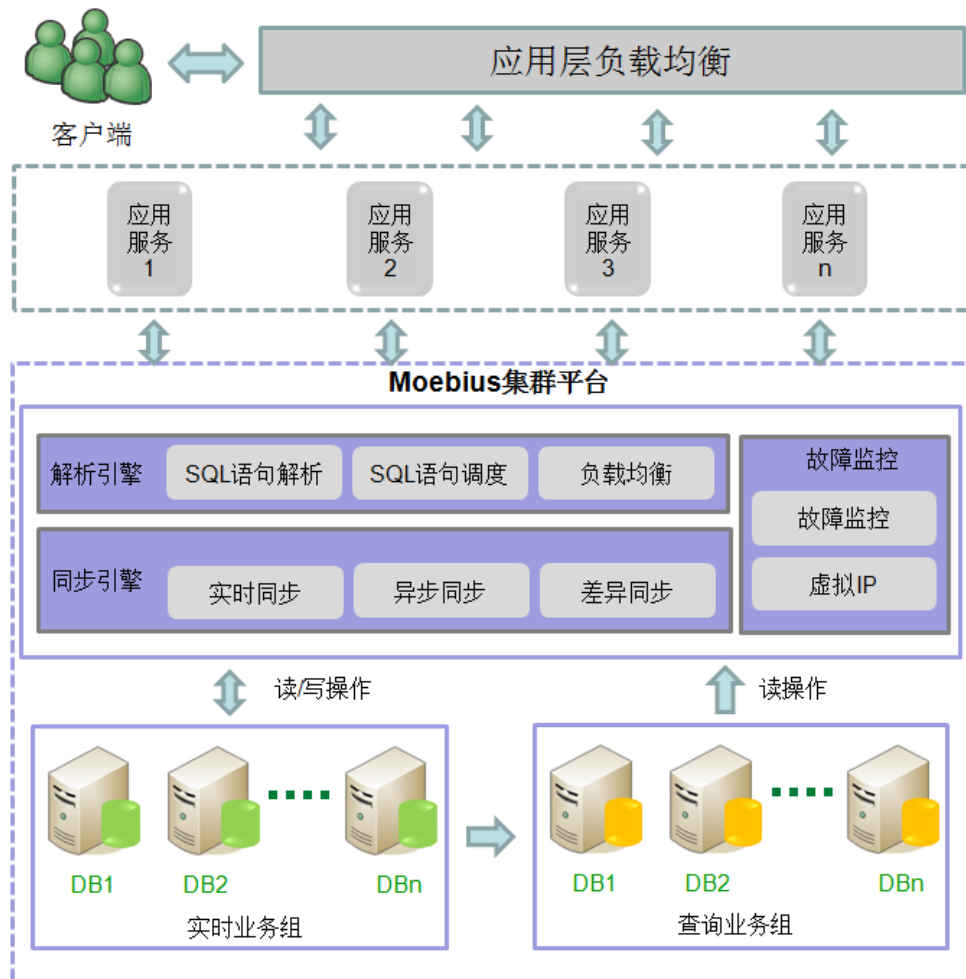 应用层负载均衡
客户端
应用
服务
1
应用
服务
2
应用
服务
3
应用
服务
n
Moebius集群平台
解析引擎
SQL语句解析
SQL语句调度
负载均衡
同步引擎
实时同步
异步同步
差异同步
故障监控
故障监控
虚拟IP
读/写操作
读操作
DB1
DB2
DBn
实时业务组
DB1
DB2
DBn
查询业务组